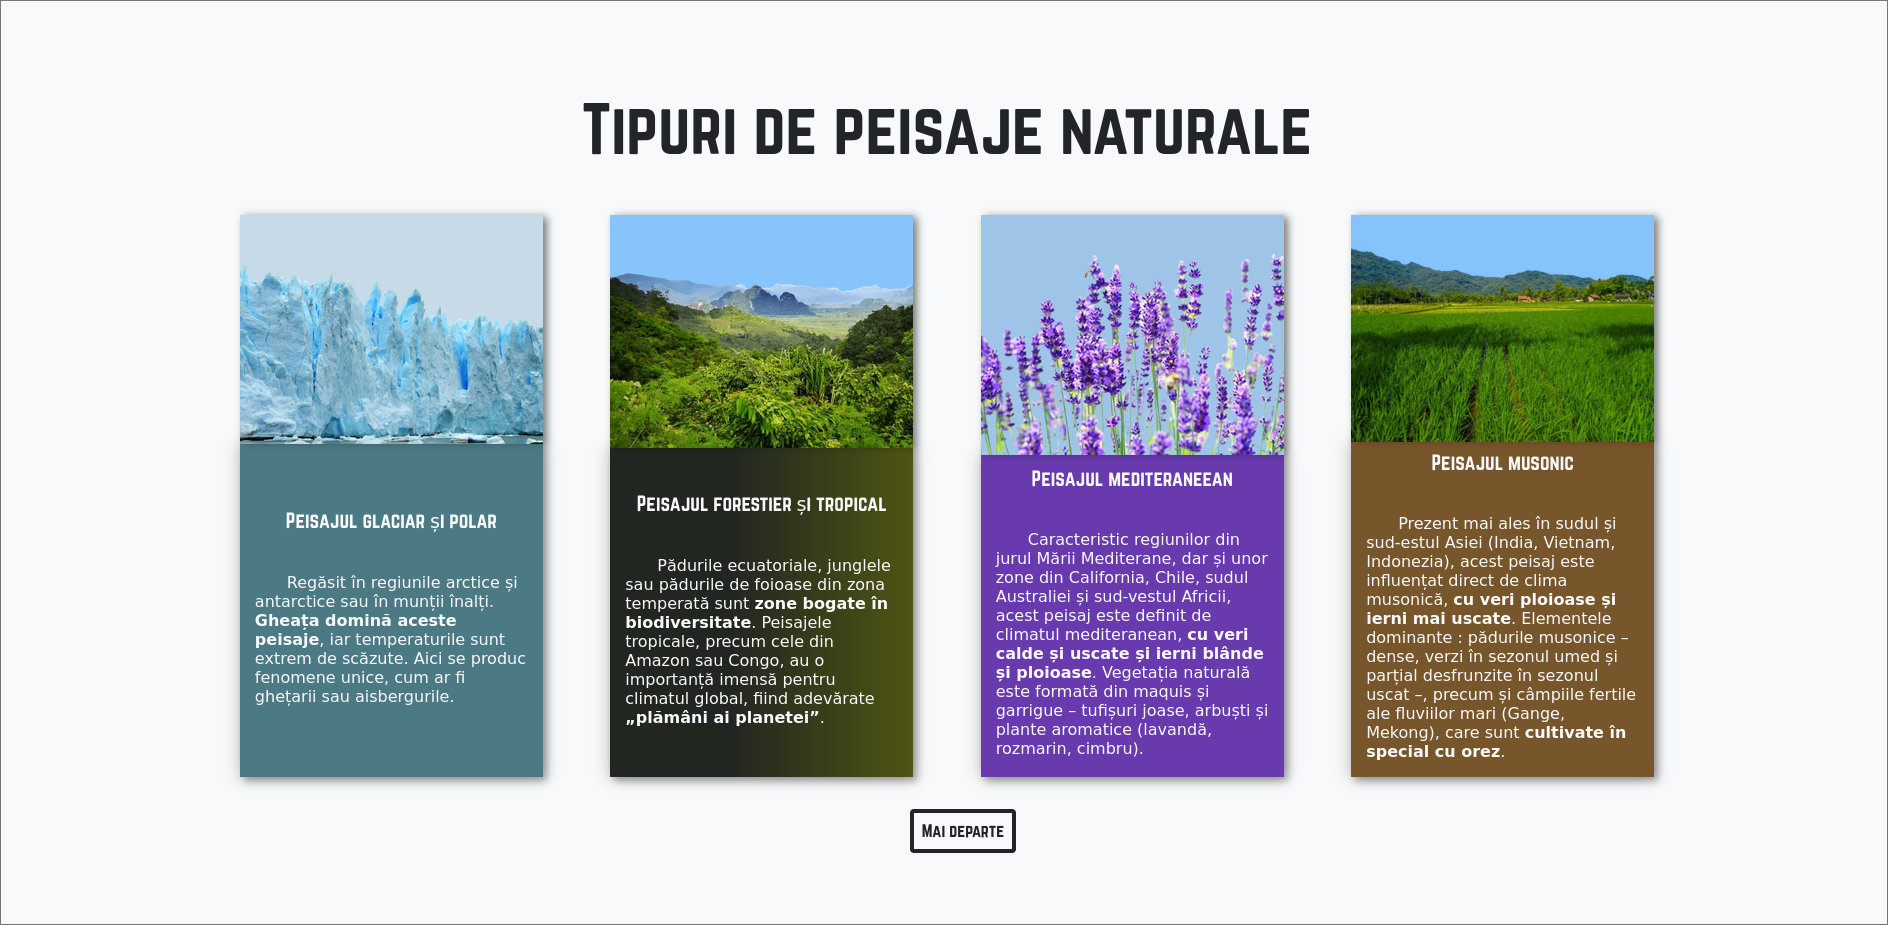 Tipuri de peisaje naturale
Peisajul glaciar și polar
Regăsit în regiunile arctice și
antarctice sau în munții înalți.
Gheața domină aceste
peisaje, iar temperaturile sunt
extrem de scăzute. Aici se produc
fenomene unice, cum ar fi
ghețarii sau aisbergurile.
Peisajul forestier și tropical
Pădurile ecuatoriale, junglele
sau pădurile de foioase din zona
temperată sunt zone bogate în
biodiversitate. Peisajele
tropicale, precum cele din
Amazon sau Congo, au o
importanță imensă pentru
climatul global, fiind adevărate
„plămâni ai planetei”.
Peisajul mediteraneean
Caracteristic regiunilor din
jurul Mării Mediterane, dar și unor
zone din California, Chile, sudul
Australiei și sud-vestul Africii,
acest peisaj este definit de
climatul mediteranean, cu veri
calde și uscate și ierni blânde
și ploioase. Vegetația naturală
este formată din maquis și
garrigue – tufișuri joase, arbuști și
plante aromatice (lavandă,
rozmarin, cimbru).
Peisajul musonic
Prezent mai ales în sudul și
sud-estul Asiei (India, Vietnam,
Indonezia), acest peisaj este
influențat direct de clima
musonică, cu veri ploioase și
ierni mai uscate. Elementele
dominante : pădurile musonice –
dense, verzi în sezonul umed și
parțial desfrunzite în sezonul
uscat –, precum și câmpiile fertile
ale fluviilor mari (Gange,
Mekong), care sunt cultivate în
special cu orez.
Mai departe